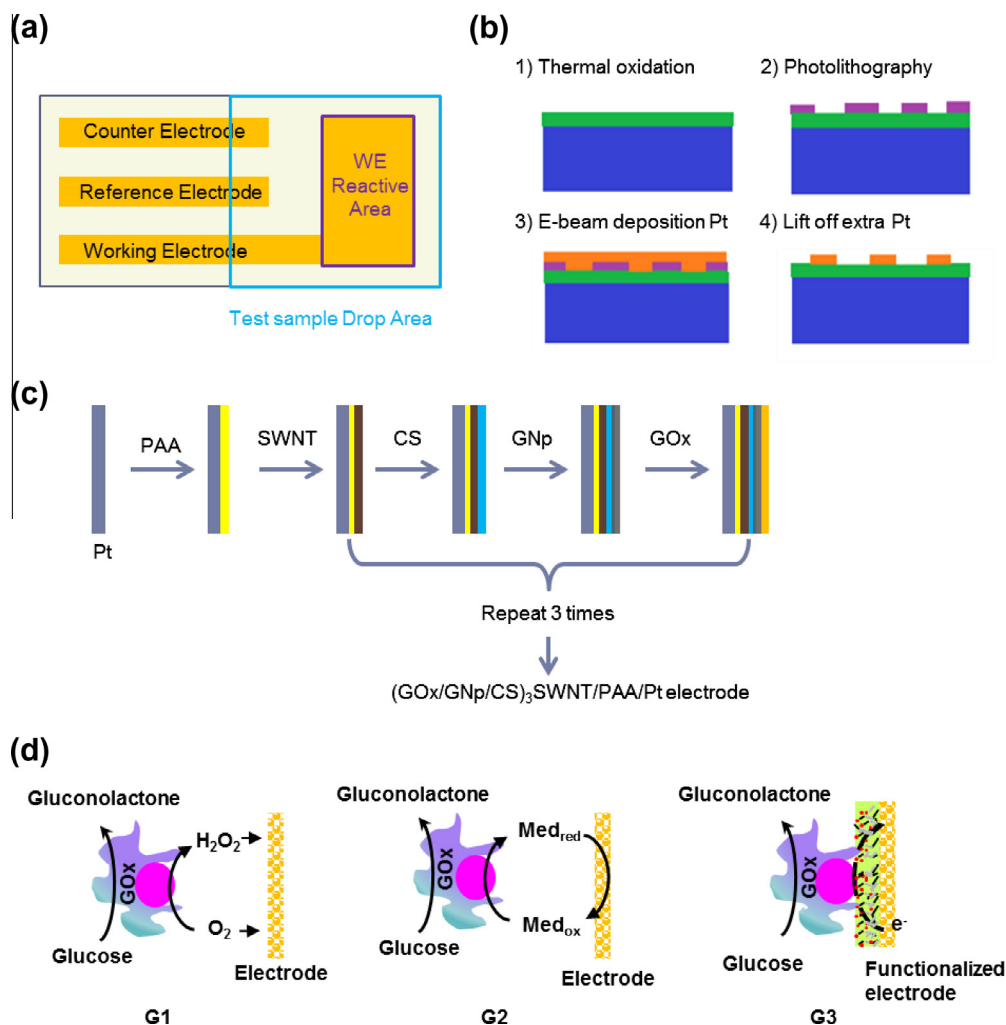 (a)
Counter Electrode
Reference Electrode
Working Electrode
WE
Reactive
Area
Test sample Drop Area
(b)
1) Thermal oxidation
2) Photolithography
3) E-beam deposition Pt
4) Lift off extra Pt
(c)
Pt
PAA
SWNT
CS
GNp
GOx
Repeat 3 times
(GOx/GNp/CS)₃SWNT/PAA/Pt electrode
(d)
Gluconolactone
GOx
H₂O₂
O₂
Glucose
Electrode
G1
Gluconolactone
GOx
Med_red
Med_ox
Glucose
Electrode
G2
Gluconolactone
GOx
e⁻
Glucose
Functionalized
electrode
G3